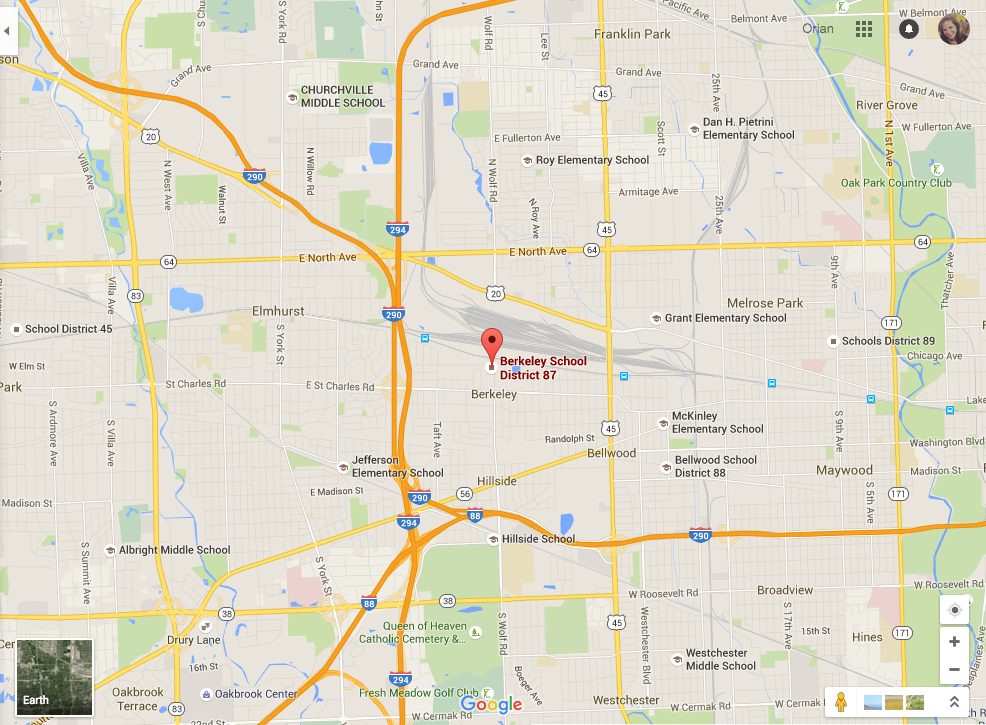 W Belmont Ave
Pacific Ave
Belmont Ave
Orian
Franklin Park
S York Rd
Wolf Rd
Lee St
Grand Ave
Grand Ave
Grand Ave
Grand Ave
CHURCHVILLE
MIDDLE SCHOOL
45
25th Ave
River Grove
N 1st Ave
W Fullerton Ave
Dan H. Pietrini
Elementary School
Scott St
E Fullerton Ave
20
Villa Ave
N West Ave
Walnut St
N Willow Rd
290
Roy Elementary School
N Wolf Rd
Oak Park Country Club
Armitage Ave
25th Ave
N Roy Ave
294
45
64
E North Ave
E North Ave
64
64
9th Ave
Thatcher Ave
S Villa Ave
83
20
Elmhurst
290
Melrose Park
Grant Elementary School
171
School District 45
S York St
Schools District 89
Chicago Ave
W Elm St
Berkeley School
District 87
Park
St Charles Rd
E St Charles Rd
Berkeley
S Ardmore Ave
S Villa Ave
Taft Ave
McKinley
Elementary School
S 9th Ave
45
Randolph St
Bellwood
Washington Blvd
Jefferson
Elementary School
Bellwood School
District 88
Maywood
Madison St
Hillside
E Madison St
56
290
S 5th Ave
171
Madison St
88
294
290
Hillside School
Albright Middle School
S Summit Ave
S York St
W Roosevelt Rd
W Roosevelt Rd
Broadview
88
38
38
Queen of Heaven
Catholic Cemetery &...
S Wolf Rd
45
Westchester Blvd
S 17th Ave
15th St
Hines
171
Drury Lane
16th St
Westchester
Middle School
Earth
Oakbrook
Terrace
Oakbrook Center
294
Fresh Meadow Golf Club
Boeger Ave
Google
Westchester
83
22nd St
W Cermak Rd
W Cermak Rd
W Cermak Rd